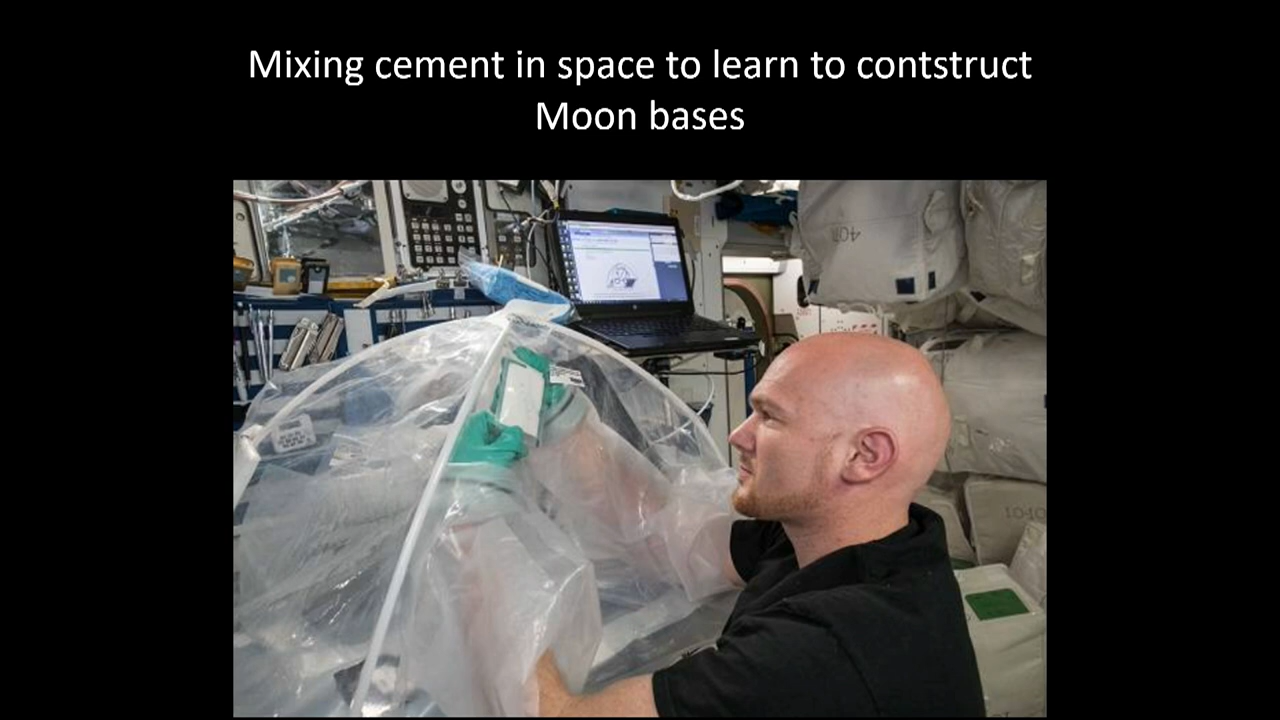 Mixing cement in space to learn to contstruct
Moon bases